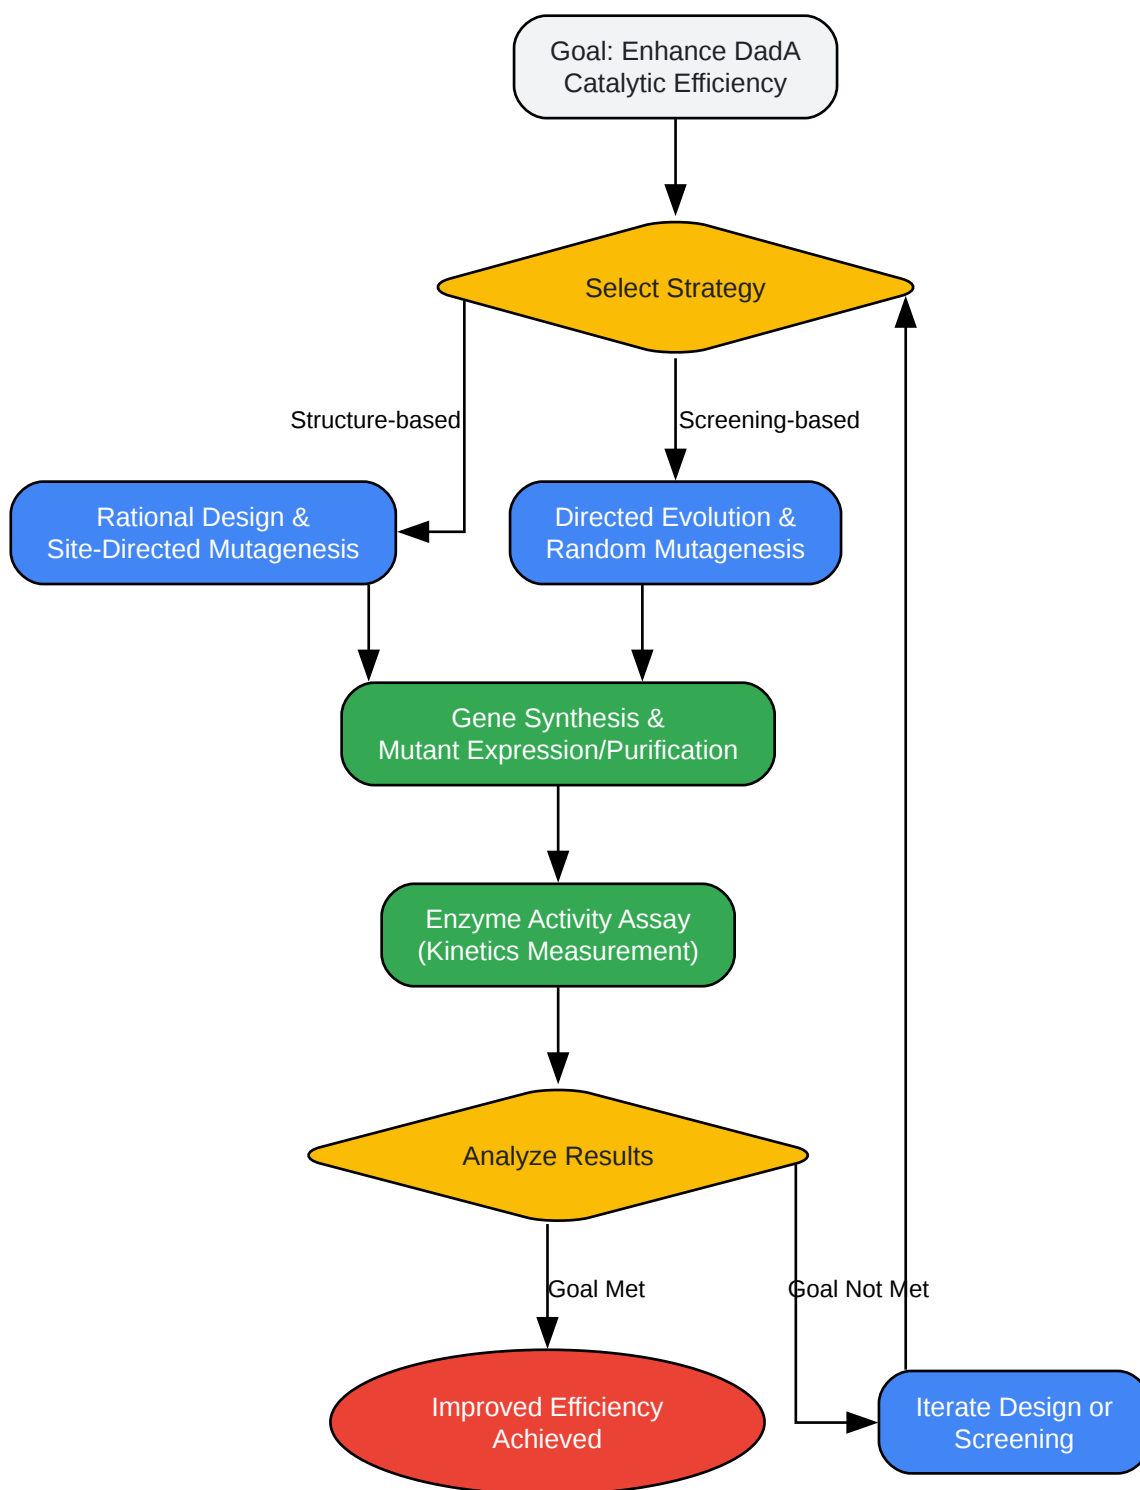 Goal: Enhance DadA
Catalytic Efficiency
Select Strategy
Structure-based
Screening-based
Rational Design &
Site-Directed Mutagenesis
Directed Evolution &
Random Mutagenesis
Gene Synthesis &
Mutant Expression/Purification
Enzyme Activity Assay
(Kinetics Measurement)
Analyze Results
Goal Met
Goal Not Met
Improved Efficiency
Achieved
Iterate Design or
Screening